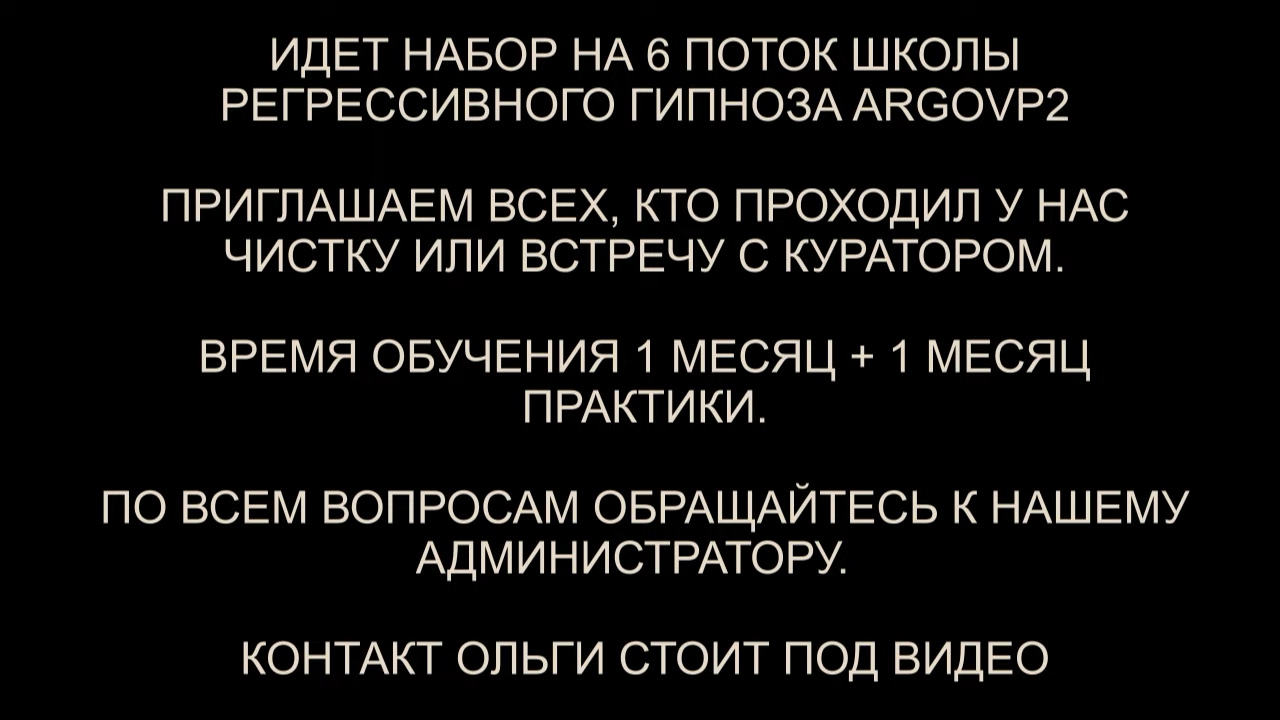 ИДЕТ НАБОР НА 6 ПОТОК ШКОЛЫ
РЕГРЕССИВНОГО ГИПНОЗА ARGOVP2
ПРИГЛАШАЕМ ВСЕХ, КТО ПРОХОДИЛ У НАС
ЧИСТКУ ИЛИ ВСТРЕЧУ С КУРАТОРОМ.
ВРЕМЯ ОБУЧЕНИЯ 1 МЕСЯЦ + 1 МЕСЯЦ
ПРАКТИКИ.
ПО ВСЕМ ВОПРОСАМ ОБРАЩАЙТЕСЬ К НАШЕМУ
АДМИНИСТРАТОРУ.
КОНТАКТ ОЛЬГИ СТОИТ ПОД ВИДЕО